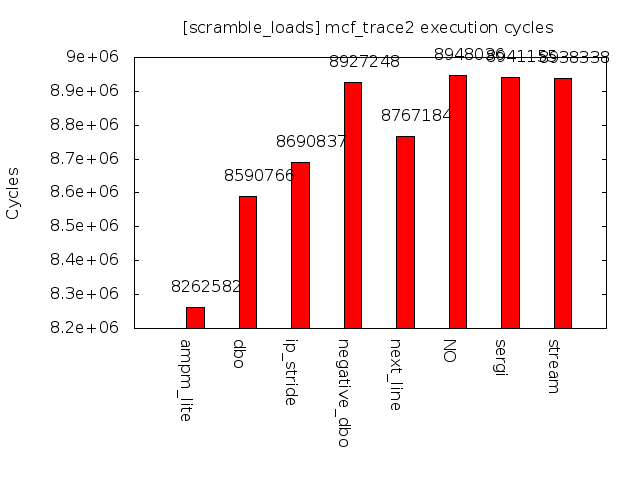 [scramble_loads] mcf_trace2 execution cycles
Cycles
9e+06
8.9e+06
8.8e+06
8.7e+06
8.6e+06
8.5e+06
8.4e+06
8.3e+06
8.2e+06
8262582
8590766
8690837
8927248
8767184
8948036
8941155
8938338
ampm_lite
dbo
ip_stride
negative_dbo
next_line
NO
sergi
stream